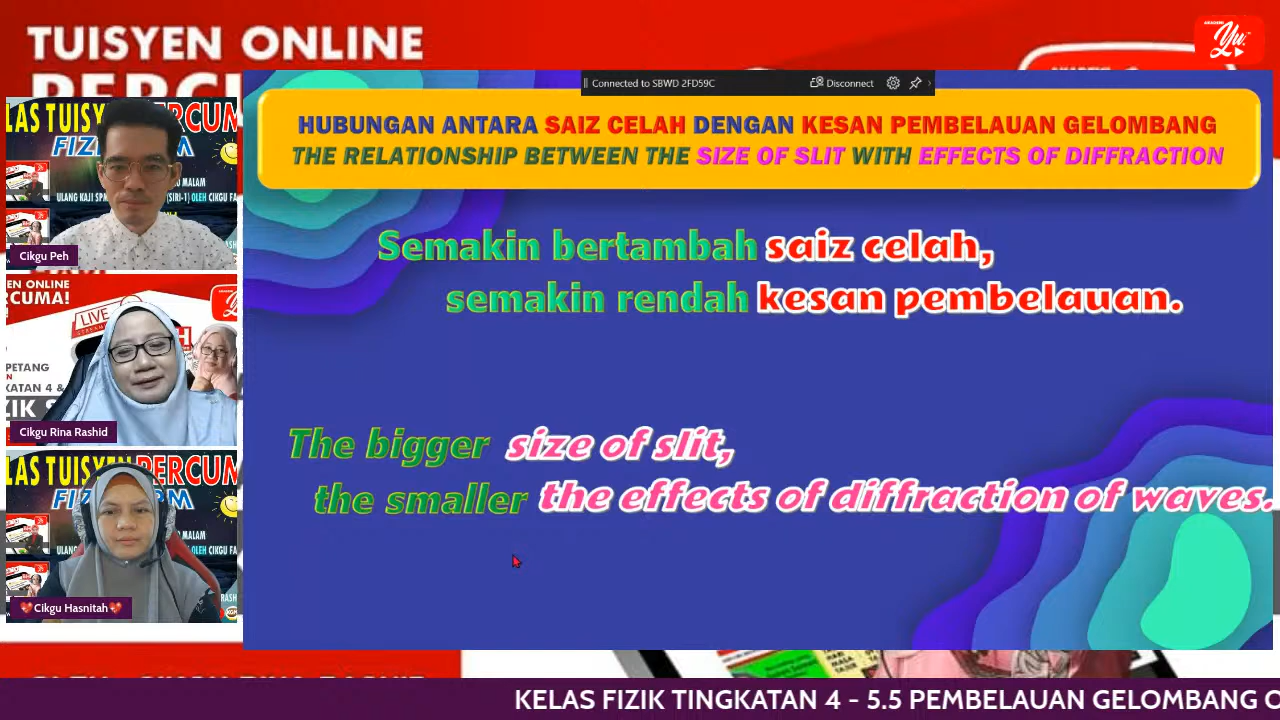 TUISYEN ONLINE
Connected to SBWD 2FD59C
Disconnect
HUBUNGAN ANTARA SAIZ CELAH DENGAN KESAN PEMBELAUAN GELOMBANG
THE RELATIONSHIP BETWEEN THE SIZE OF SLIT WITH EFFECTS OF DIFFRACTION
Semakin bertambah saiz celah,
semakin rendah kesan pembelauan.
The bigger size of slit,
the smaller the effects of diffraction of waves.
Cikgu Peh
LIVE
Cikgu Rina Rashid
Cikgu Hasnitah
KELAS FIZIK TINGKATAN 4 - 5.5 PEMBELAUAN GELOMBANG